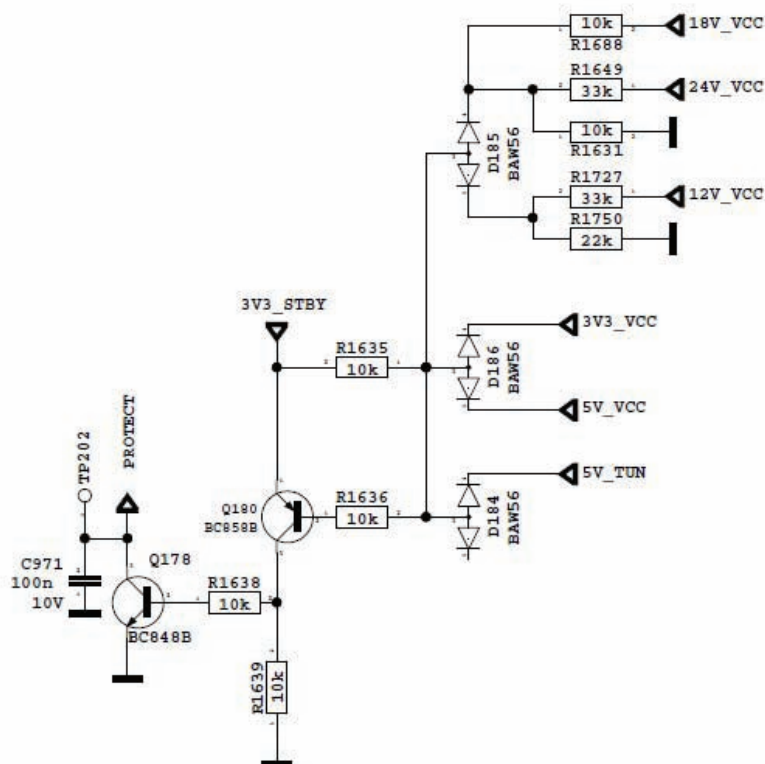 10k
18V_VCC
R1688
R1649
33k
24V_VCC
10k
R1631
D185
BAW56
R1727
33k
12V_VCC
R1750
22k
3V3_STBY
3V3_VCC
R1635
10k
D186
BAW56
5V_VCC
TP202
PROTECT
5V_TUN
Q180
BC858B
R1636
10k
D184
BAW56
Q178
C971
100n
10V
R1638
10k
BC848B
R1639
10k